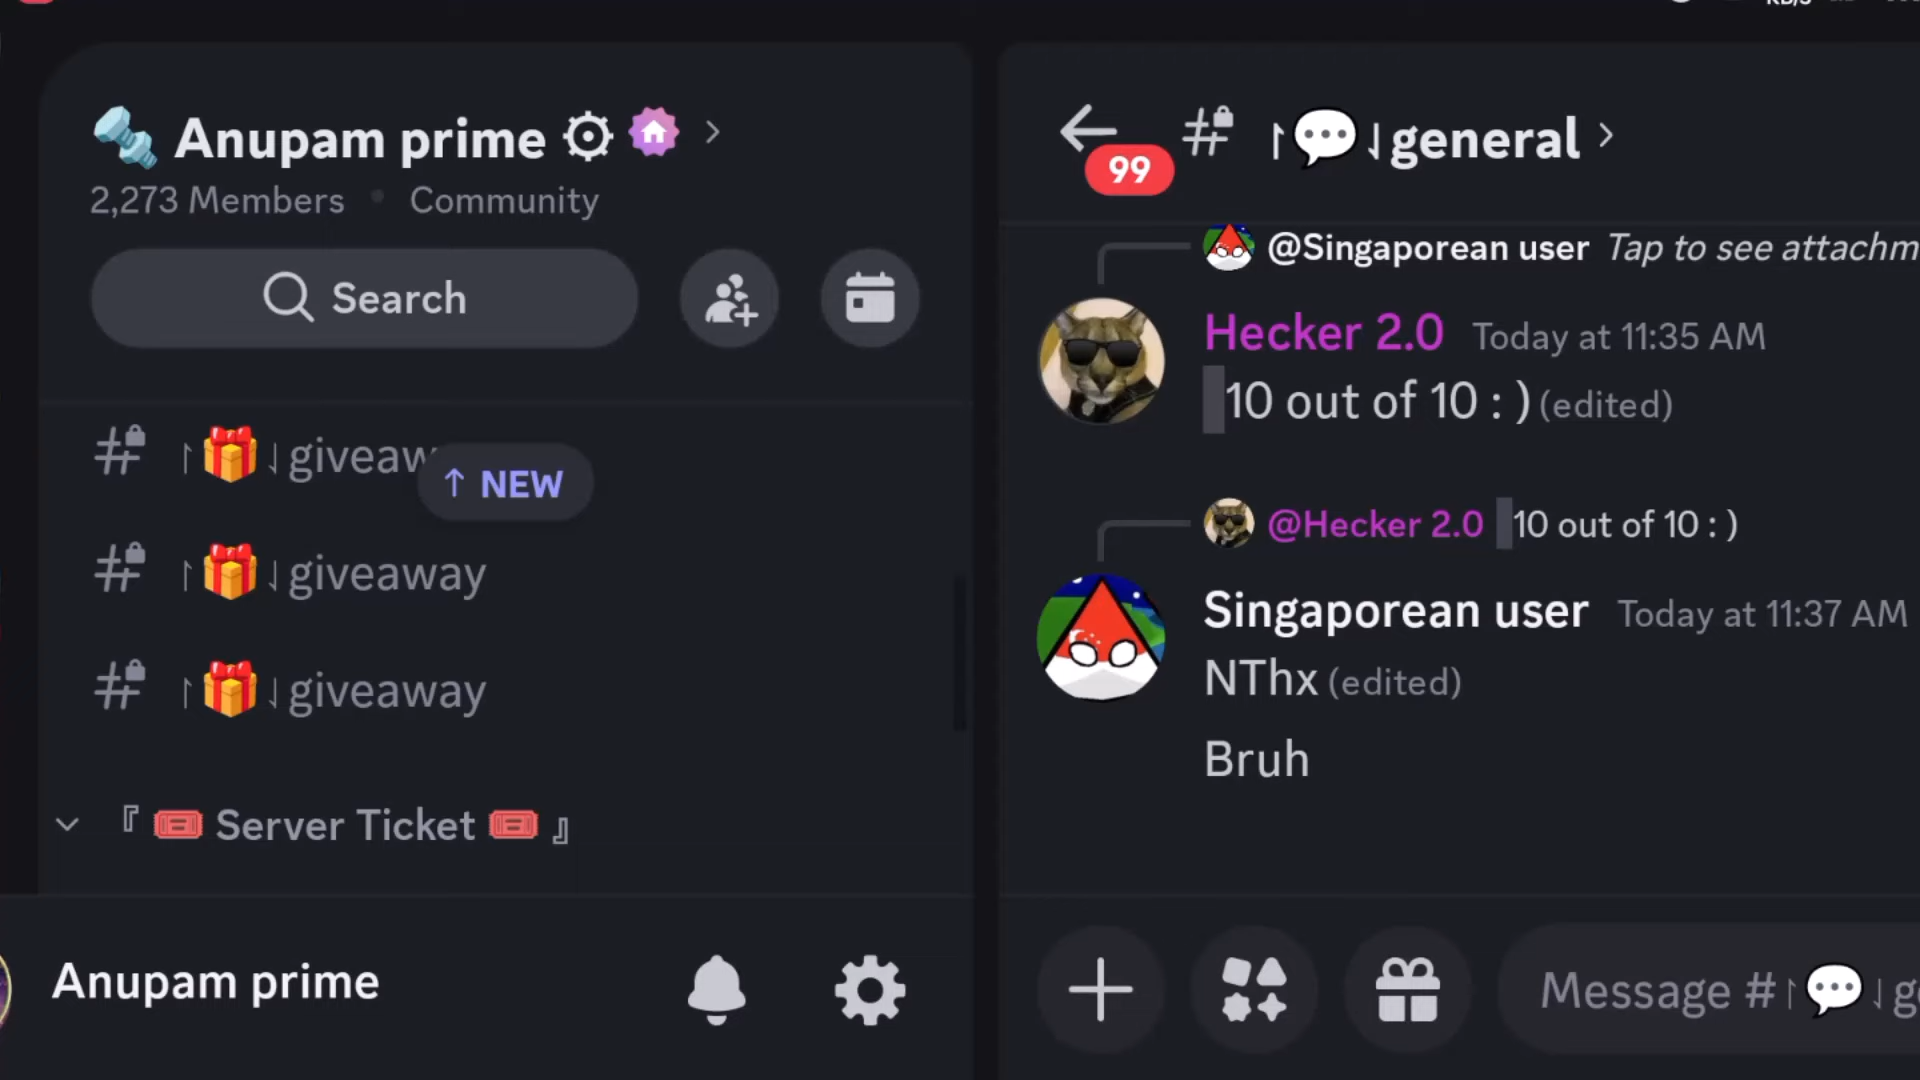 KB/S
🔩 Anupam prime ⚙️
2,273 Members • Community
Search
↾🎁⇃giveaw
↑ NEW
↾🎁⇃giveaway
↾🎁⇃giveaway
『 🎟️ Server Ticket 🎟️ 』
Anupam prime
99
↾💬⇃general
@Singaporean user Tap to see attachm
Hecker 2.0 Today at 11:35 AM
10 out of 10 : ) (edited)
@Hecker 2.0 10 out of 10 : )
Singaporean user Today at 11:37 AM
NThx (edited)
Bruh
Message #↾💬⇃g